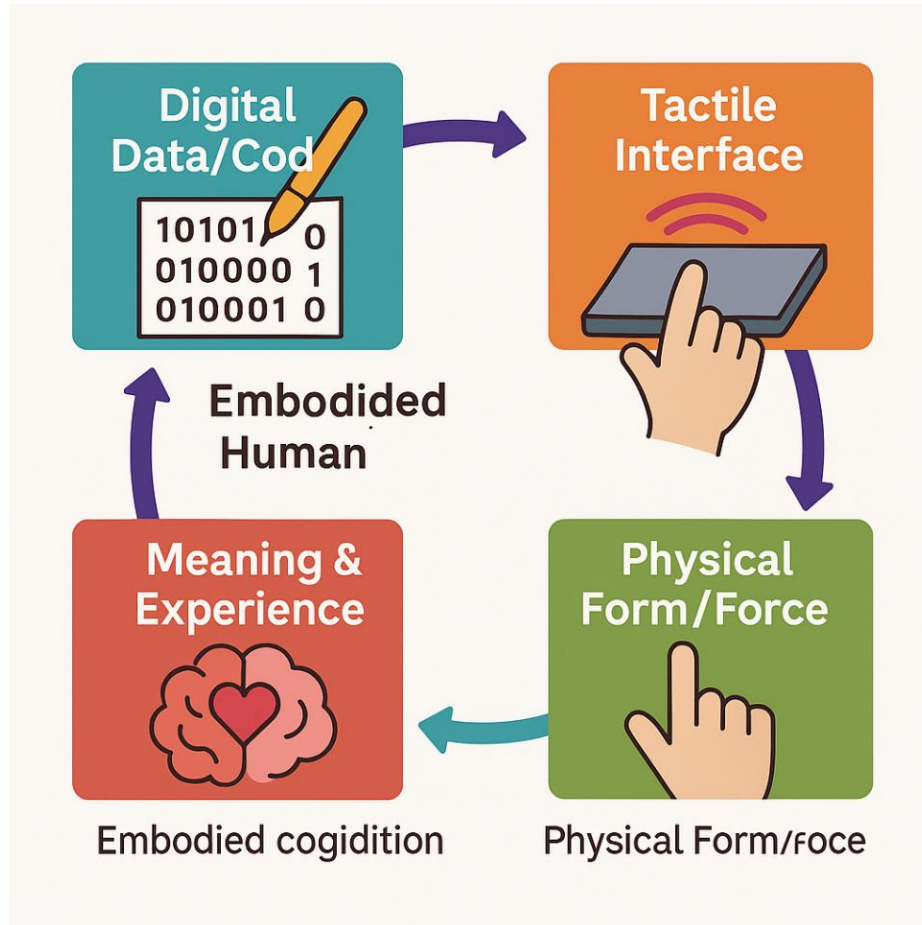 Digital
Data/Cod
10101 0
010000 1
010001 0
Tactile
Interface
Embodided
Human
Meaning &
Experience
Physical
Form/Force
Embodied cogidition
Physical Form/foce